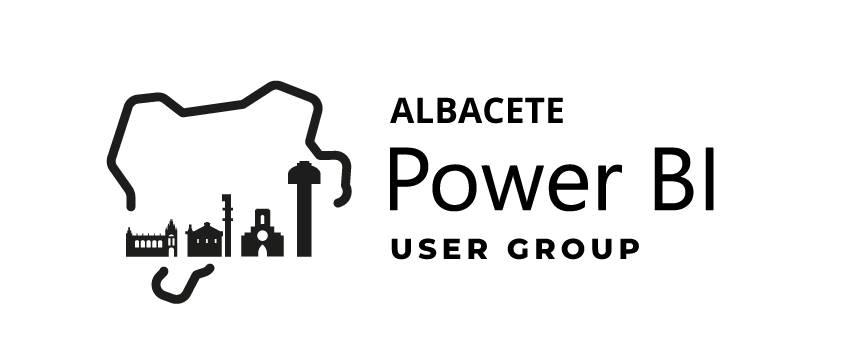 ALBACETE
Power BI
USER GROUP